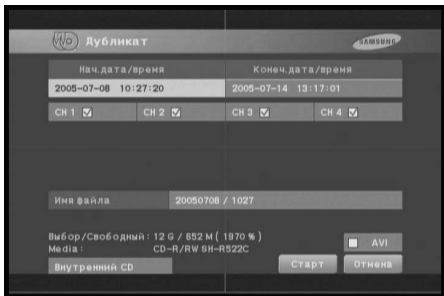 Дубликат
SAMSUNG
Нач.дата/время Конеч.дата/время
2005-07-08 10:27:20 2005-07-14 13:17:01
CH 1 CH 2 CH 3 CH 4
Имя файла 20050708 / 1027
Выбор/Свободный: 12 G / 652 M ( 1970 % )
Media : CD-R/RW SH-R522C
AVI
Внутренний CD Старт Отмена